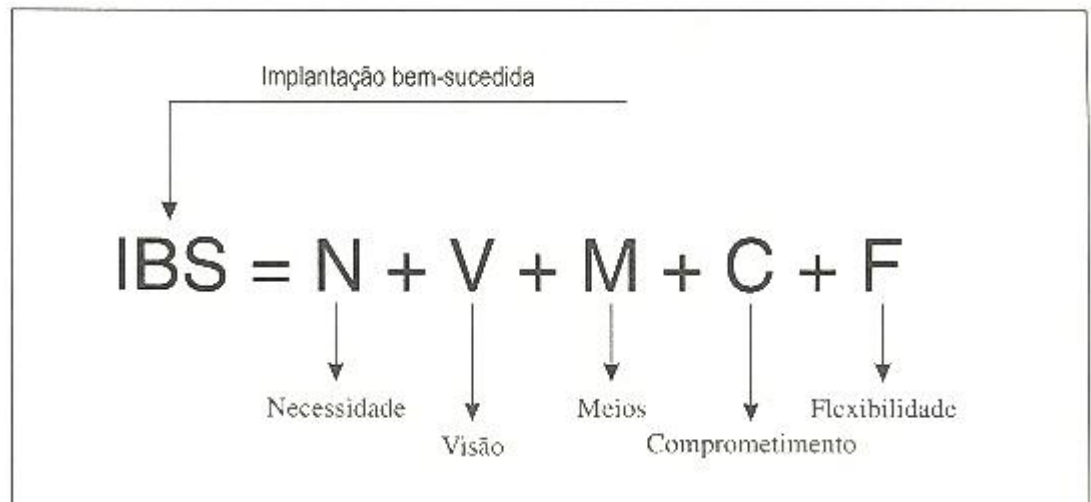 Implantação bem-sucedida
IBS = N + V + M + C + F
Necessidade
Meios
Flexibilidade
Visão
Comprometimento